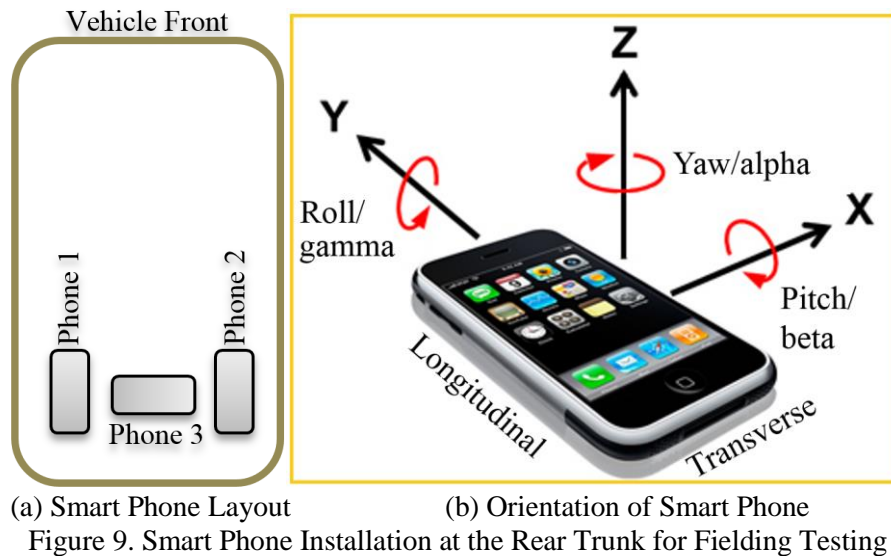 Vehicle Front
Phone 1
Phone 2
Phone 3
Z
Y
X
Yaw/alpha
Roll/
gamma
Pitch/
beta
Longitudinal
Transverse
(a) Smart Phone Layout
(b) Orientation of Smart Phone
Figure 9. Smart Phone Installation at the Rear Trunk for Fielding Testing